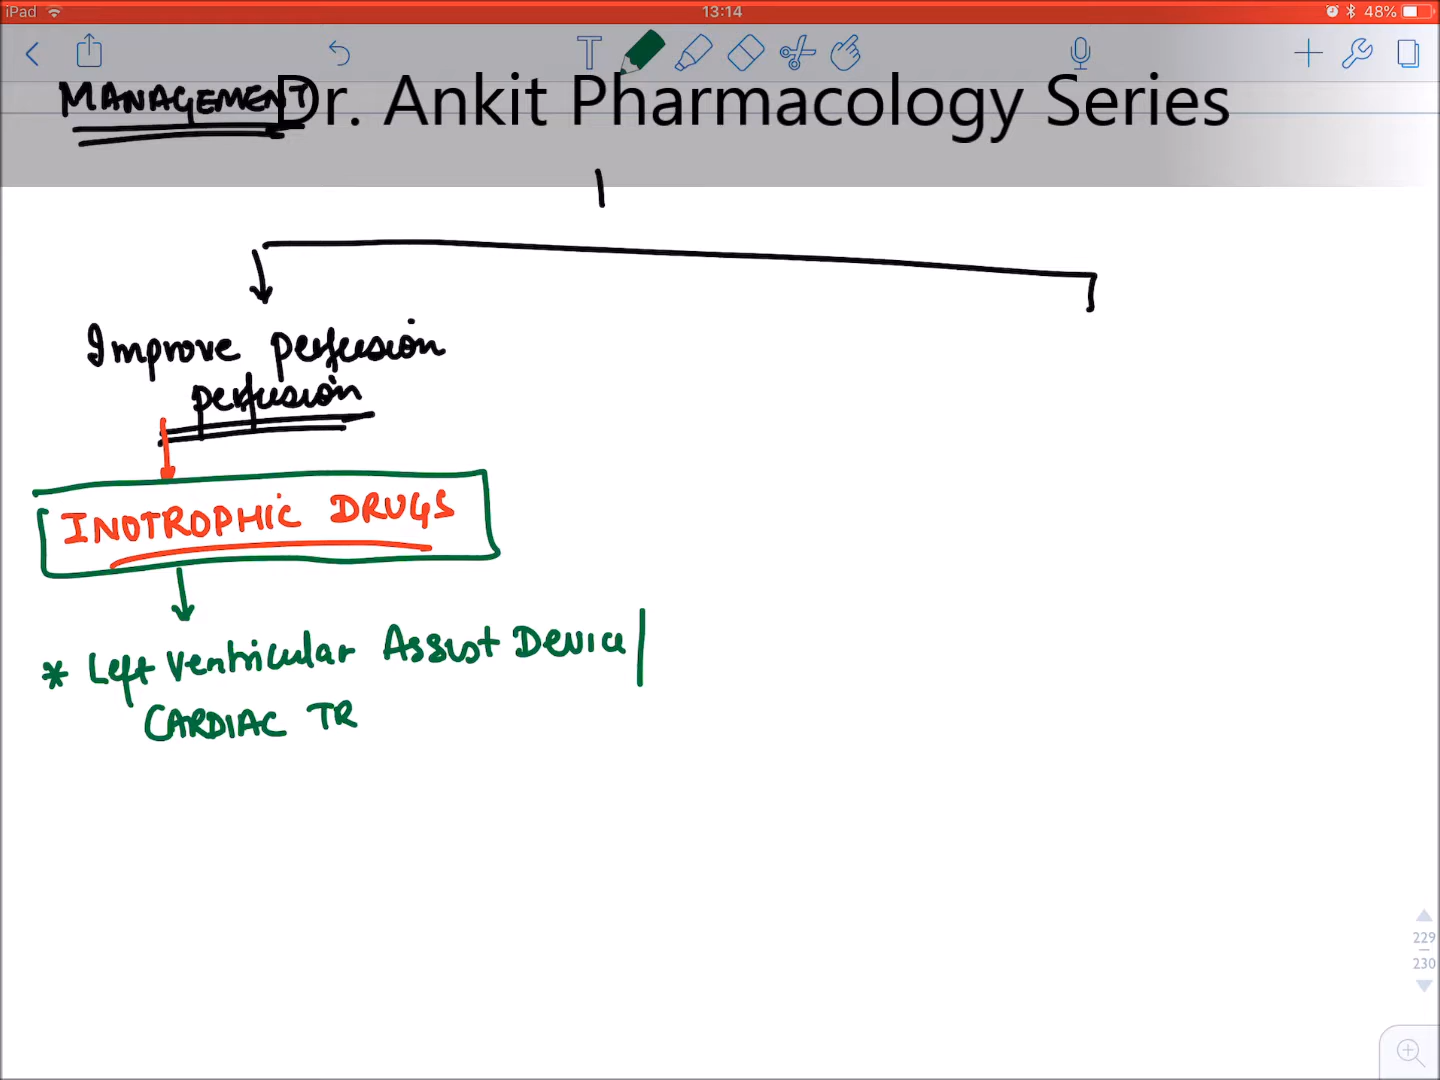 iPad 13:14 48%
T
MANAGEMENT Dr. Ankit Pharmacology Series
Improve perfusion
perfusion
INOTROPHIC DRUGS
* Left Ventricular Assist Device |
CARDIAC TR
229
230